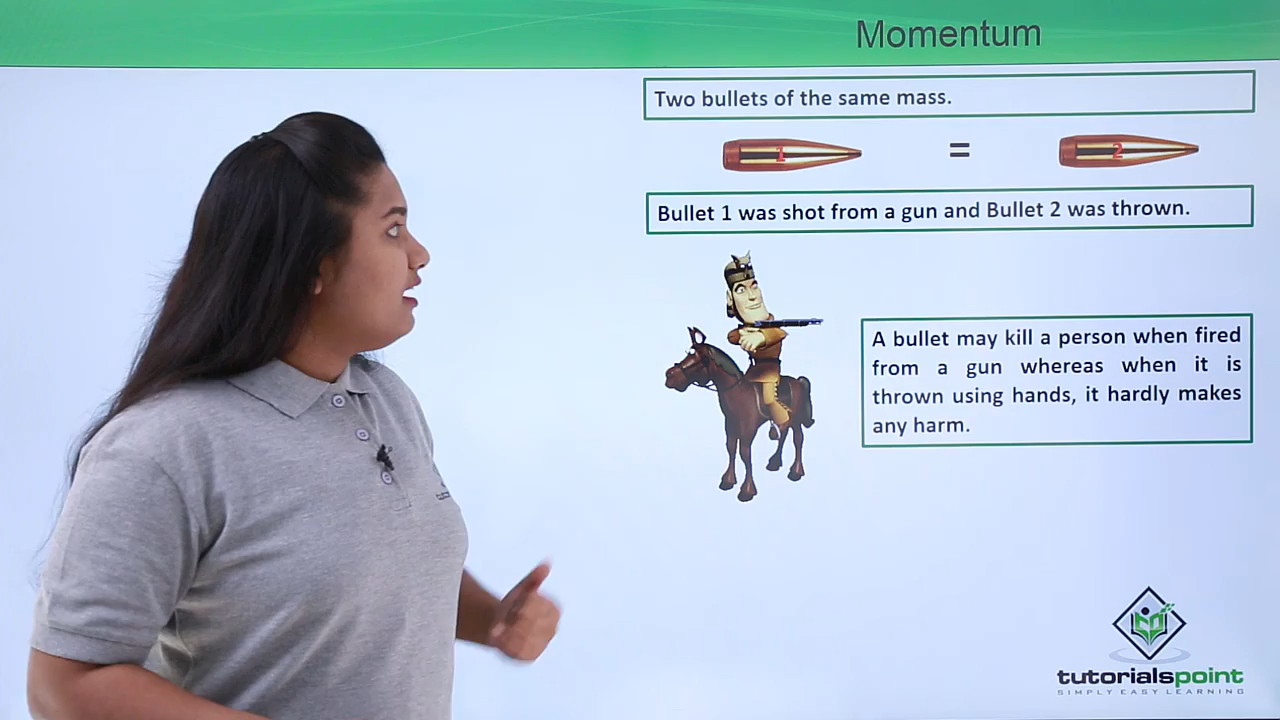 Momentum
Two bullets of the same mass.
1 = 2
Bullet 1 was shot from a gun and Bullet 2 was thrown.
A bullet may kill a person when fired
from a gun whereas when it is
thrown using hands, it hardly makes
any harm.
tutorialspoint
SIMPLY EASY LEARNING